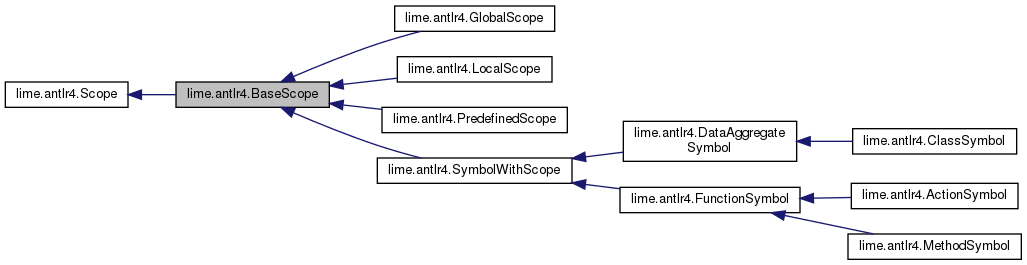 lime.antlr4.GlobalScope
lime.antlr4.LocalScope
lime.antlr4.Scope
lime.antlr4.BaseScope
lime.antlr4.PredefinedScope
lime.antlr4.DataAggregate
Symbol
lime.antlr4.ClassSymbol
lime.antlr4.SymbolWithScope
lime.antlr4.FunctionSymbol
lime.antlr4.ActionSymbol
lime.antlr4.MethodSymbol